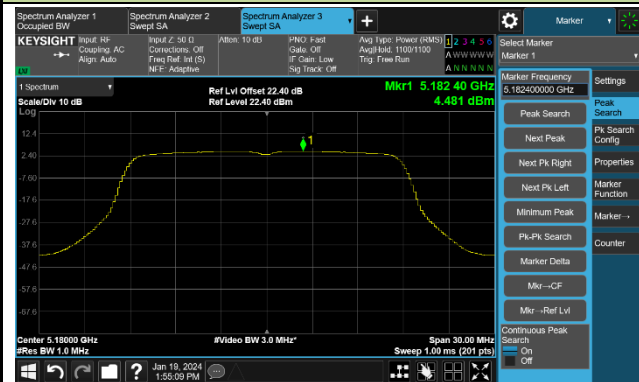 Spectrum Analyzer 1
Occupied BW
Spectrum Analyzer 2
Swept SA
Spectrum Analyzer 3
Swept SA
Marker
KEYSIGHT
Input: RF
Coupling: AC
Align: Auto
Input Z: 50 Ω
Corrections: Off
Freq Ref: Int (S)
NFE: Adaptive
Atten: 10 dB
PNO: Fast
Gate: Off
IF Gain: Low
Sig Track: Off
Avg Type: Power (RMS)
Avg|Hold: 1100/1100
Trig: Free Run
1 2 3 4 5 6
A W W W W W
A N N N N N
LVI
Select Marker
Marker 1
1 Spectrum
Scale/Div 10 dB
Log
Ref Lvl Offset 22.40 dB
Ref Level 22.40 dBm
Mkr1 5.182 40 GHz
4.481 dBm
1
12.4
2.40
-7.60
-17.6
-27.6
-37.6
-47.6
-57.6
-67.6
Center 5.18000 GHz
#Res BW 1.0 MHz
#Video BW 3.0 MHz*
Span 30.00 MHz
Sweep 1.00 ms (201 pts)
Marker Frequency
5.182400000 GHz
Peak Search
Next Peak
Next Pk Right
Next Pk Left
Minimum Peak
Pk-Pk Search
Marker Delta
Mkr→CF
Mkr→Ref Lvl
Continuous Peak
Search
On
Off
Settings
Peak
Search
Pk Search
Config
Properties
Marker
Function
Marker→
Counter
Jan 19, 2024
1:55:09 PM